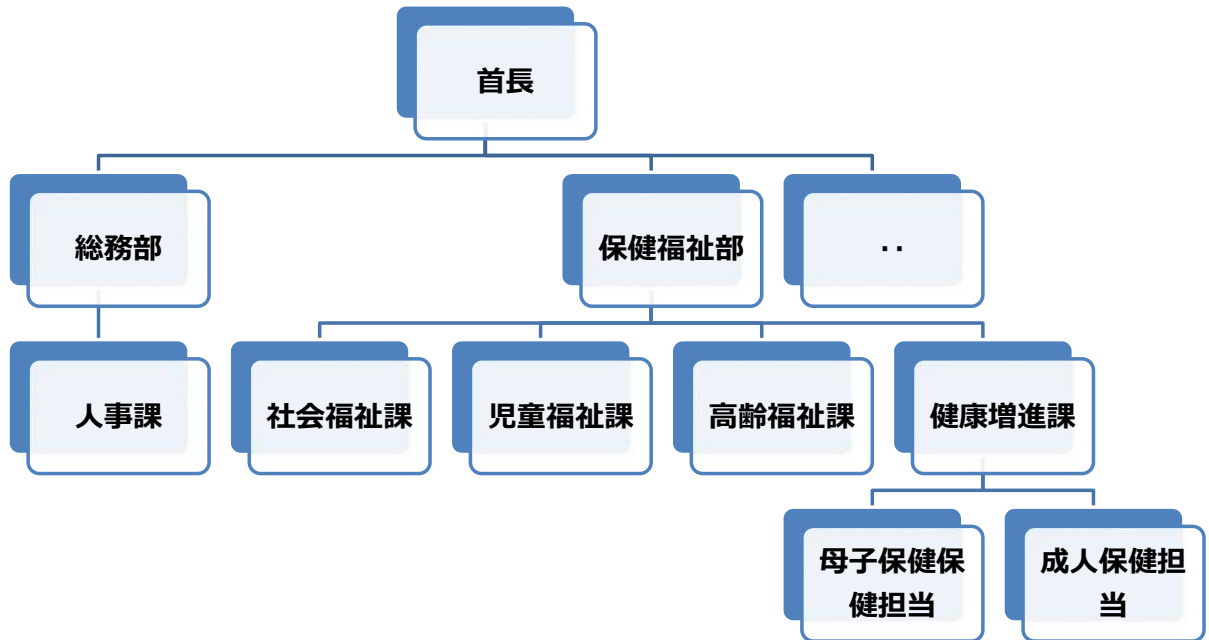 首長
総務部
保健福祉部
‥
人事課
社会福祉課
児童福祉課
高齢福祉課
健康増進課
母子保健保
健担当
成人保健担
当